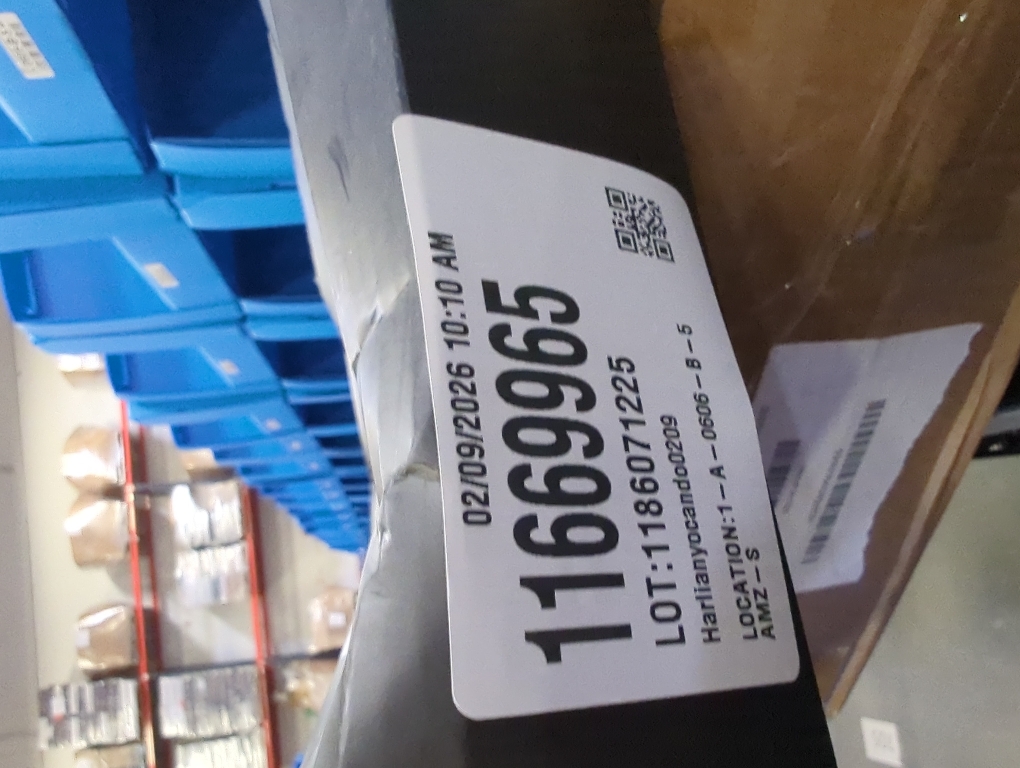 02/09/2026 10:10 AM
11669965
LOT:1186071225
Harlianyocando0209
LOCATION:1-A-0606-B-5
AMZ-S